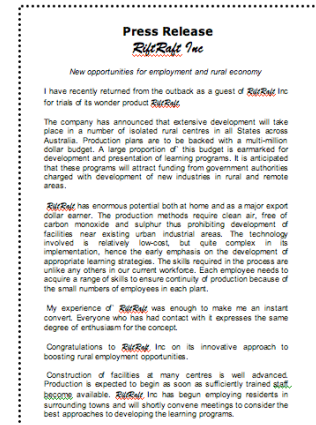 Press Release
RiftRaft Inc
New opportunities for employment and rural economy
I have recently returned from the outback as a guest of RiftRaft Inc
for trials of its wonder product RiftRaft.
The company has announced that extensive development will take
place in a number of isolated rural centres in all States across
Australia. Production plans are to be backed with a multi-million
dollar budget. A large proportion of this budget is earmarked for
development and presentation of learning programs. It is anticipated
that these programs will attract funding from government authorities
charged with development of new industries in rural and remote
areas.
RiftRaft has enormous potential both at home and as a major export
dollar earner. The production methods require clean air, free of
carbon monoxide and sulphur thus prohibiting development of
facilities near existing urban industrial areas. The technology
involved is relatively low-cost, but quite complex in its
implementation, hence the early emphasis on the development of
appropriate learning strategies. The skills required in the process are
unlike any others in our current workforce. Each employee needs to
acquire a range of skills to ensure continuity of production because of
the small numbers of employees in each plant.
My experience of RiftRaft was enough to make me an instant
convert. Everyone who has had contact with it expresses the same
degree of enthusiasm for the concept.
Congratulations to RiftRaft Inc on its innovative approach to
boosting rural employment opportunities.
Construction of facilities at many centres is well advanced.
Production is expected to begin as soon as sufficiently trained staff
become available. RiftRaft Inc has begun employing residents in
surrounding towns and will shortly convene meetings to consider the
best approaches to developing the learning programs.